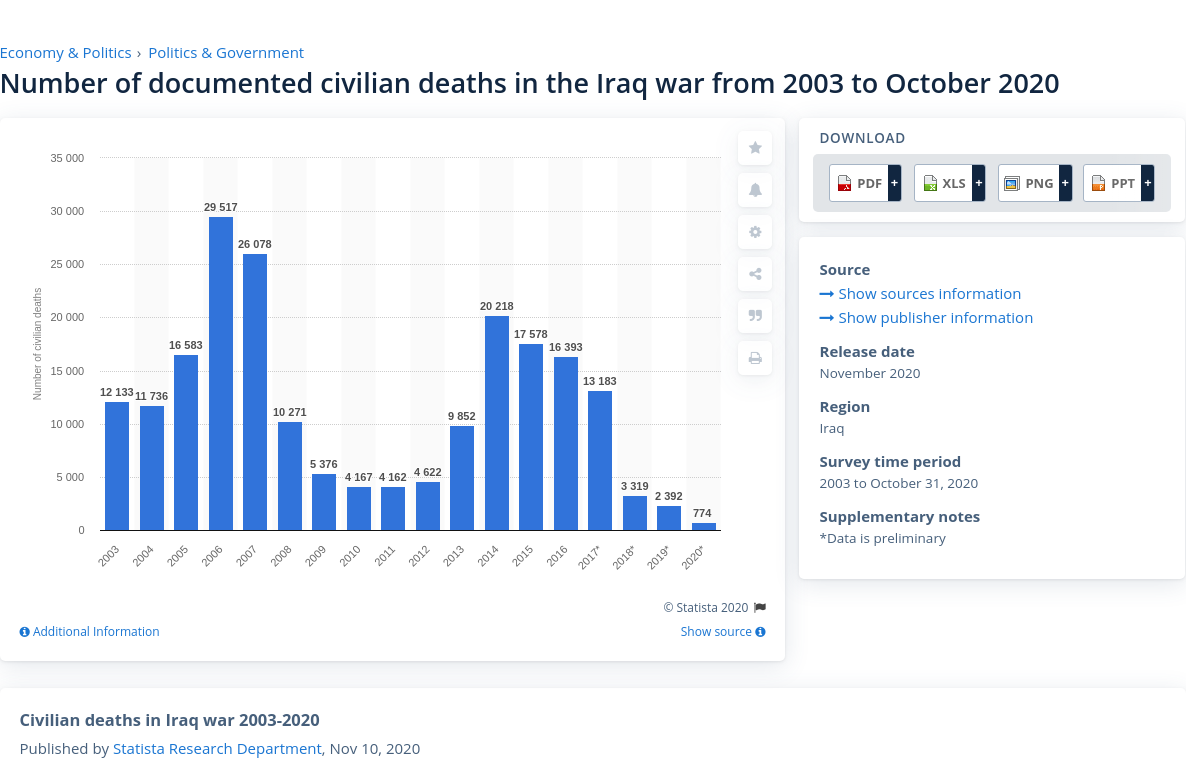 Economy & Politics › Politics & Government
Number of documented civilian deaths in the Iraq war from 2003 to October 2020
35 000
30 000
25 000
20 000
15 000
10 000
5 000
0
Number of civilian deaths
12 133
11 736
16 583
29 517
26 078
10 271
5 376
4 167
4 162
4 622
9 852
20 218
17 578
16 393
13 183
3 319
2 392
774
2003
2004
2005
2006
2007
2008
2009
2010
2011
2012
2013
2014
2015
2016
2017*
2018*
2019*
2020*
© Statista 2020
Additional Information
Show source
DOWNLOAD
PDF +
XLS +
PNG +
PPT +
Source
Show sources information
Show publisher information
Release date
November 2020
Region
Iraq
Survey time period
2003 to October 31, 2020
Supplementary notes
*Data is preliminary
Civilian deaths in Iraq war 2003-2020
Published by Statista Research Department, Nov 10, 2020